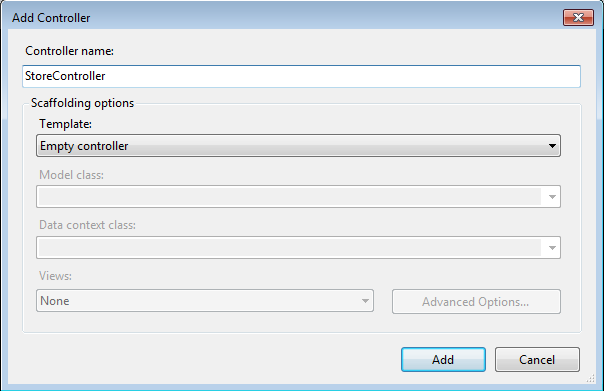 Add Controller
Controller name:
StoreController
Scaffolding options
Template:
Empty controller
Model class:
Data context class:
Views:
None
Advanced Options...
Add
Cancel